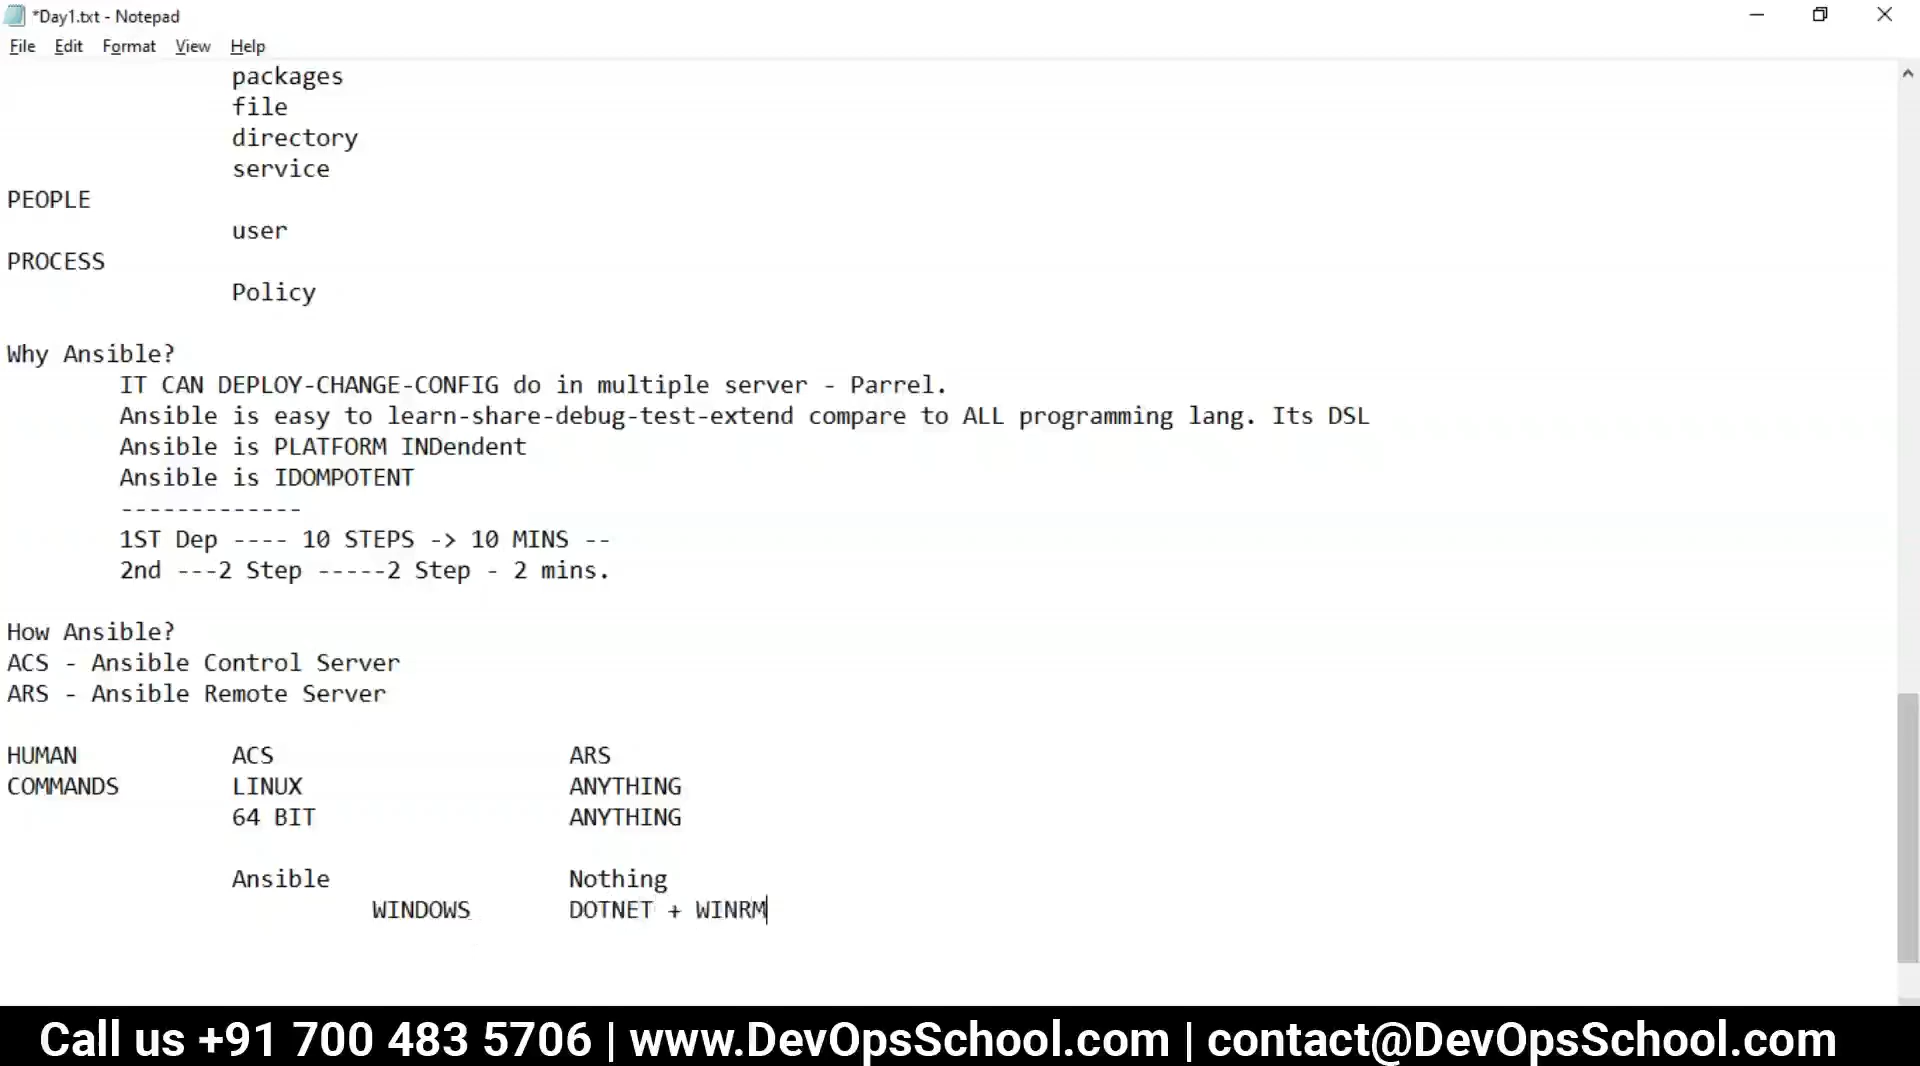 *Day1.txt - Notepad
File Edit Format View Help
packages
file
directory
service
PEOPLE
user
PROCESS
Policy
Why Ansible?
IT CAN DEPLOY-CHANGE-CONFIG do in multiple server - Parrel.
Ansible is easy to learn-share-debug-test-extend compare to ALL programming lang. Its DSL
Ansible is PLATFORM INDendent
Ansible is IDOMPOTENT
-------------
1ST Dep ---- 10 STEPS -> 10 MINS --
2nd ---2 Step -----2 Step - 2 mins.
How Ansible?
ACS - Ansible Control Server
ARS - Ansible Remote Server
HUMAN ACS ARS
COMMANDS LINUX ANYTHING
64 BIT ANYTHING
Ansible Nothing
WINDOWS DOTNET + WINRM
Call us +91 700 483 5706 | www.DevOpsSchool.com | contact@DevOpsSchool.com